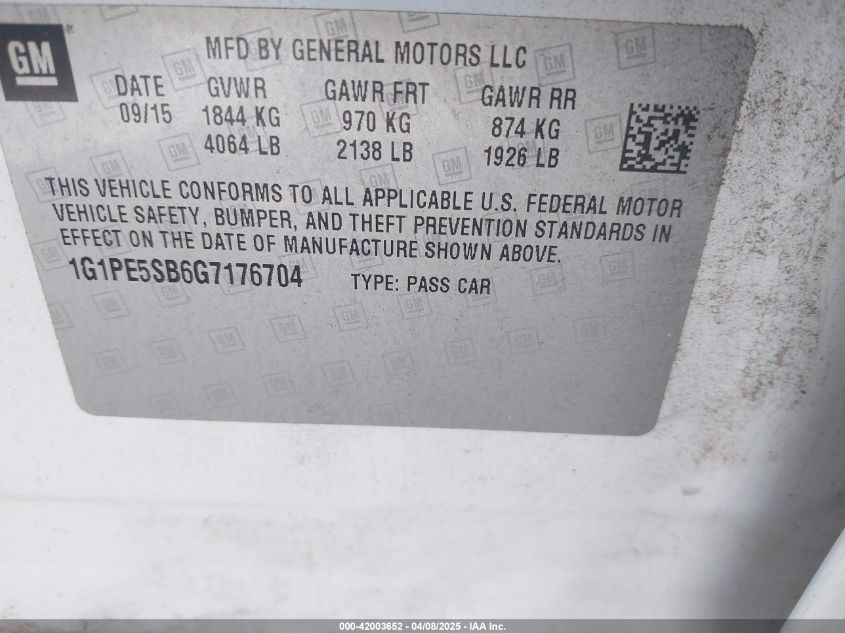 GM
MFD BY GENERAL MOTORS LLC
DATE GVWR GAWR FRT GAWR RR
09/15 1844 KG 970 KG 874 KG
4064 LB 2138 LB 1926 LB
THIS VEHICLE CONFORMS TO ALL APPLICABLE U.S. FEDERAL MOTOR
VEHICLE SAFETY, BUMPER, AND THEFT PREVENTION STANDARDS IN
EFFECT ON THE DATE OF MANUFACTURE SHOWN ABOVE.
1G1PE5SB6G7176704 TYPE: PASS CAR
000-42003652 - 04/08/2025 - IAA Inc.